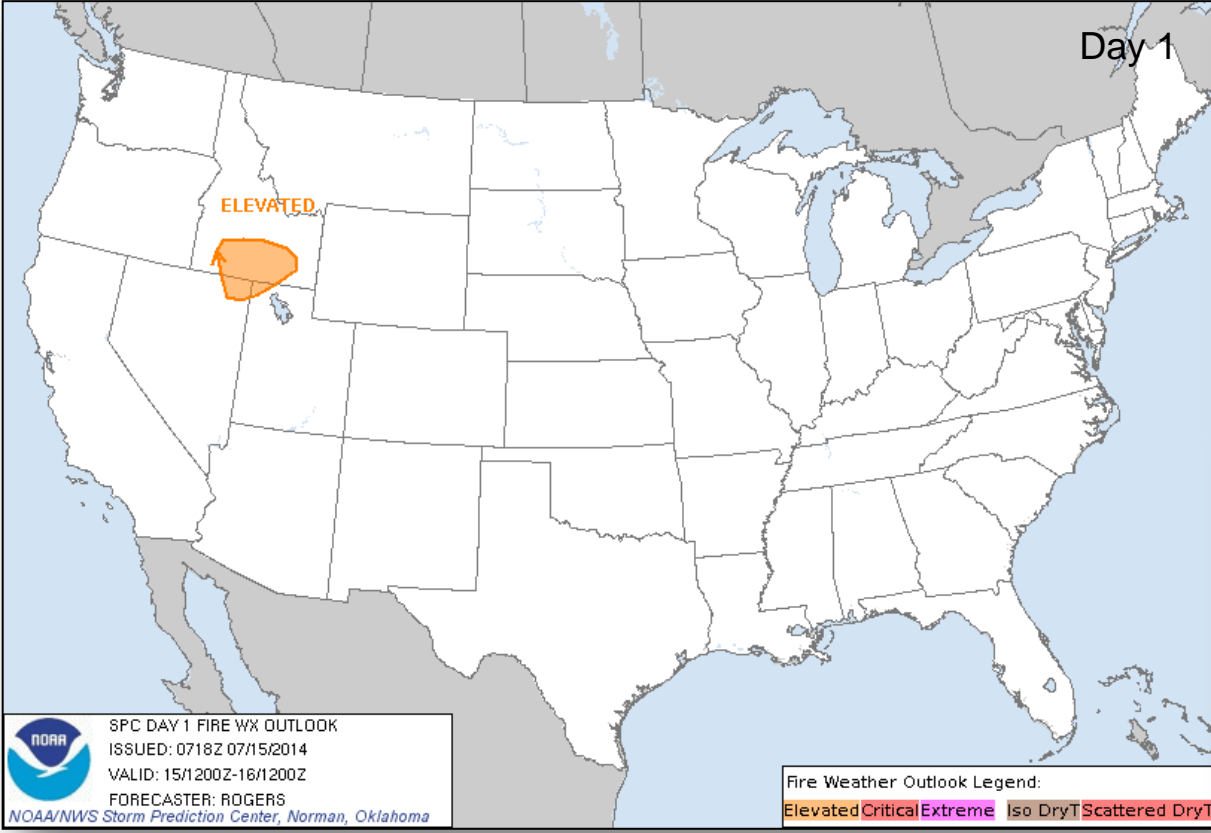 Day 1
ELEVATED
NOAA
SPC DAY 1 FIRE WX OUTLOOK
ISSUED: 0718Z 07/15/2014
VALID: 15/1200Z-16/1200Z
FORECASTER: ROGERS
NOAA/NWS Storm Prediction Center, Norman, Oklahoma
Fire Weather Outlook Legend:
Elevated Critical Extreme Iso DryT Scattered DryT